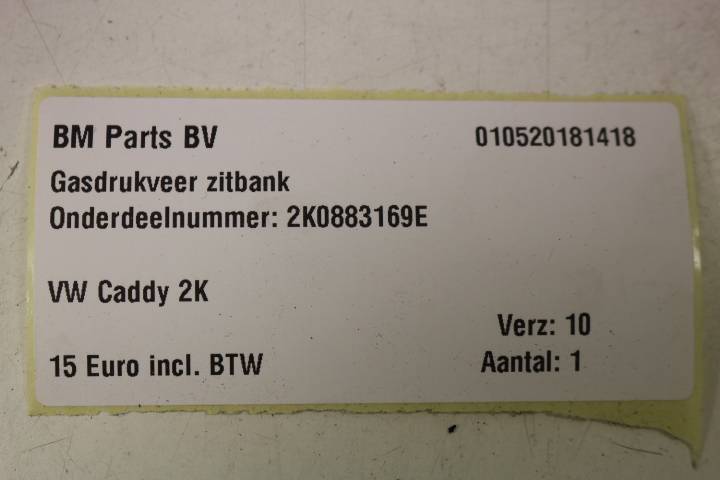 BM Parts BV 010520181418
Gasdrukveer zitbank
Onderdeelnummer: 2K0883169E
VW Caddy 2K
Verz: 10
15 Euro incl. BTW Aantal: 1